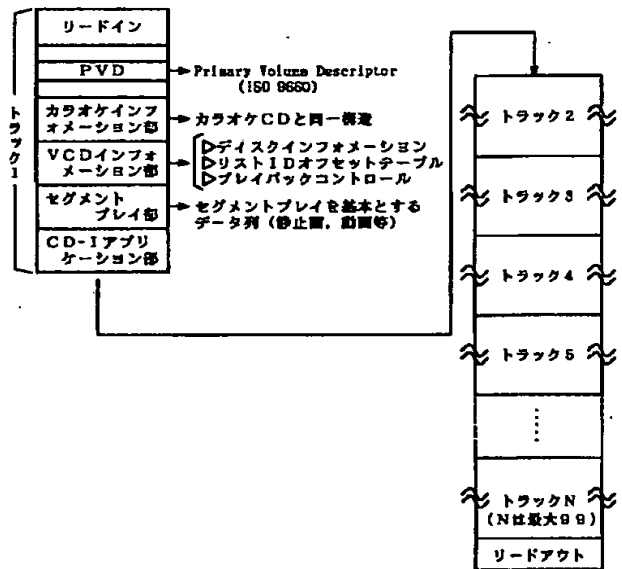 リードイン
PVD
Primary Volume Descriptor
(ISO 9660)
トラック1
カラオケインフ
ォメーション部
カラオケCDと同一構造
VCDインフォ
メーション部
▷ディスクインフォメーション
▷リストIDオフセットテーブル
▷プレイバックコントロール
セグメント
プレイ部
セグメントプレイを基本とする
データ列(静止画,動画等)
CD-Iアプリ
ケーション部
トラック2
トラック3
トラック4
トラック5
トラックN
(Nは最大99)
リードアウト